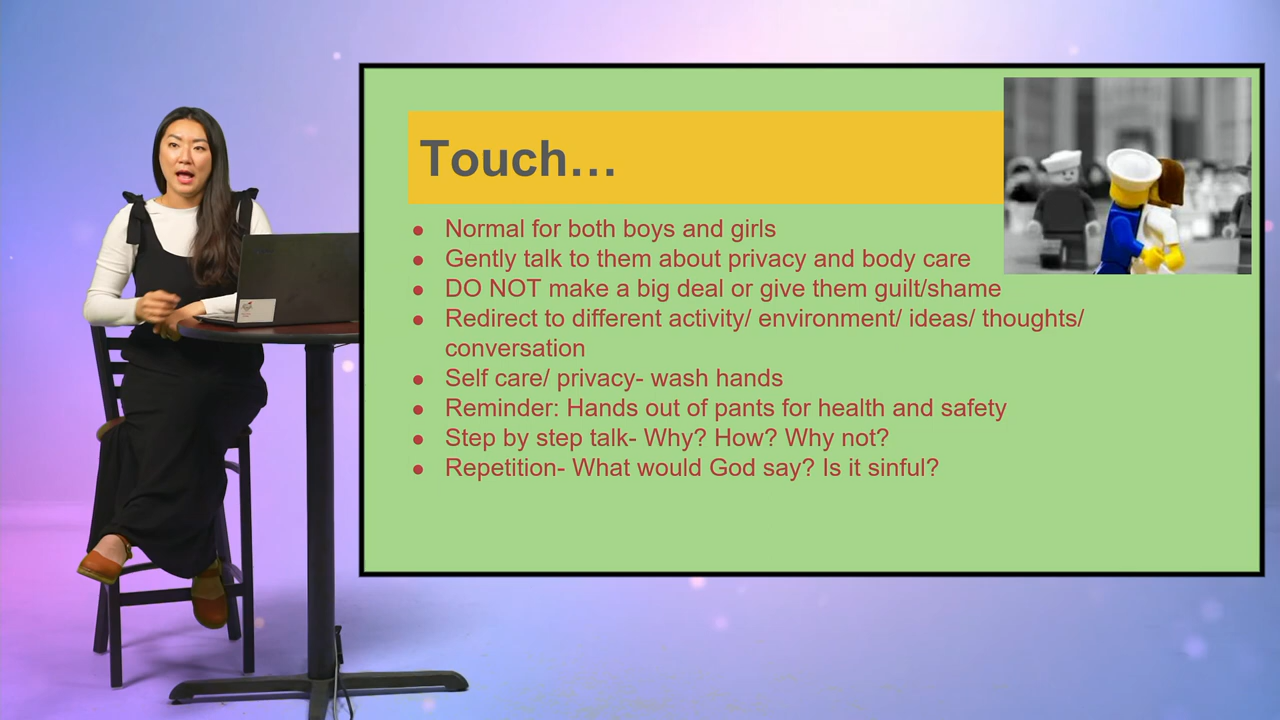 Touch...
● Normal for both boys and girls
● Gently talk to them about privacy and body care
● DO NOT make a big deal or give them guilt/shame
● Redirect to different activity/ environment/ ideas/ thoughts/
conversation
● Self care/ privacy- wash hands
● Reminder: Hands out of pants for health and safety
● Step by step talk- Why? How? Why not?
● Repetition- What would God say? Is it sinful?